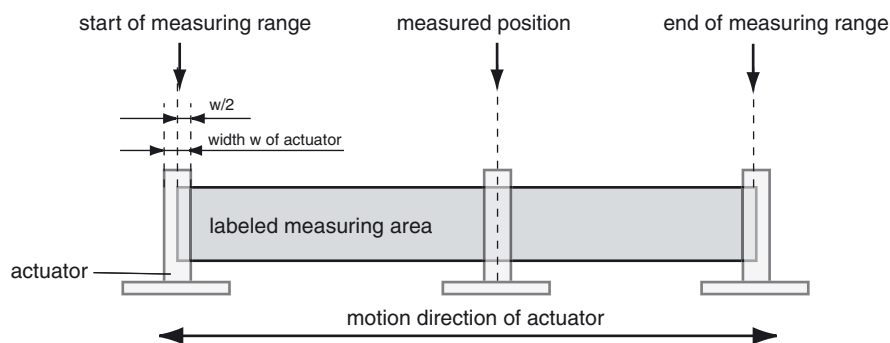 start of measuring range
measured position
end of measuring range
w/2
width w of actuator
labeled measuring area
actuator
motion direction of actuator